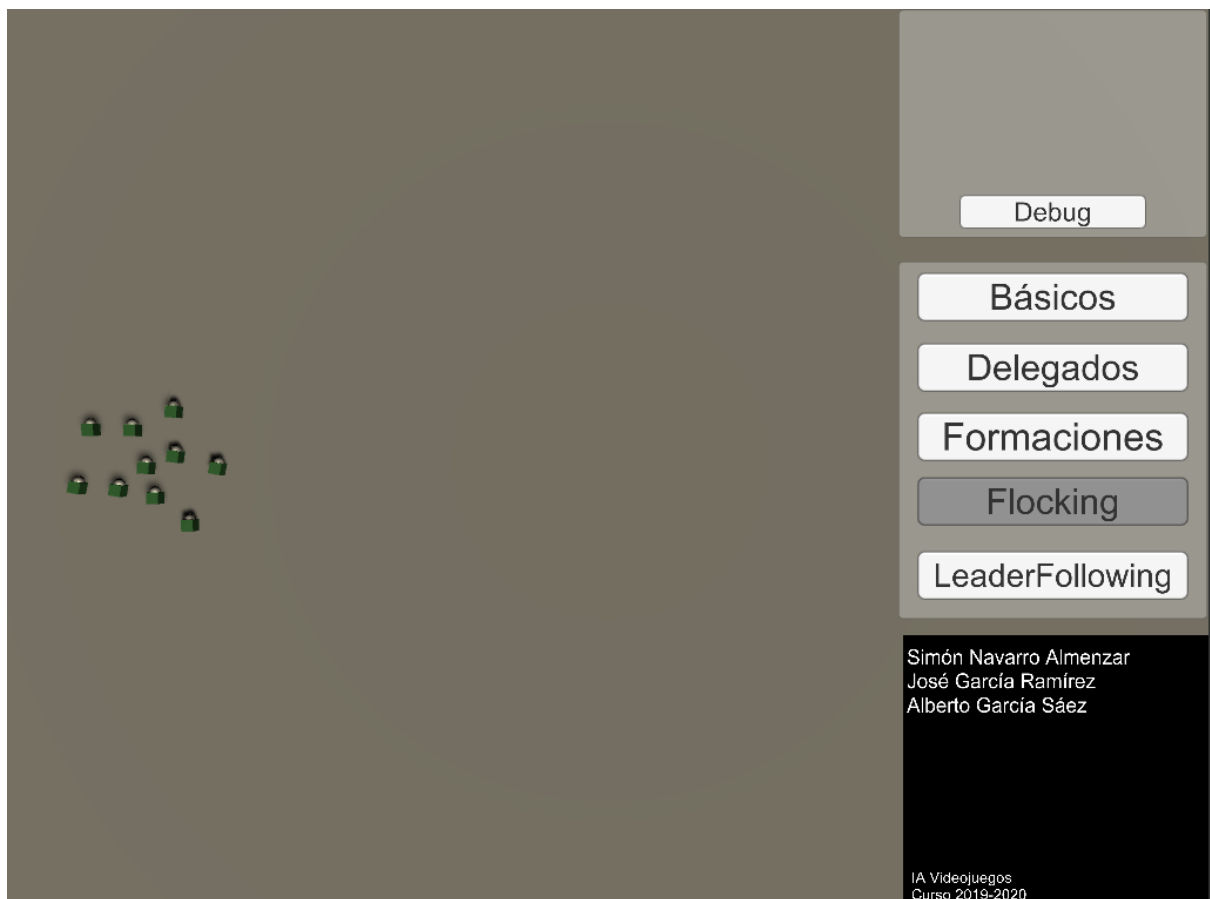 Debug
Básicos
Delegados
Formaciones
Flocking
LeaderFollowing
Simón Navarro Almenzar
José García Ramírez
Alberto García Sáez
IA Videojuegos
Curso 2019-2020